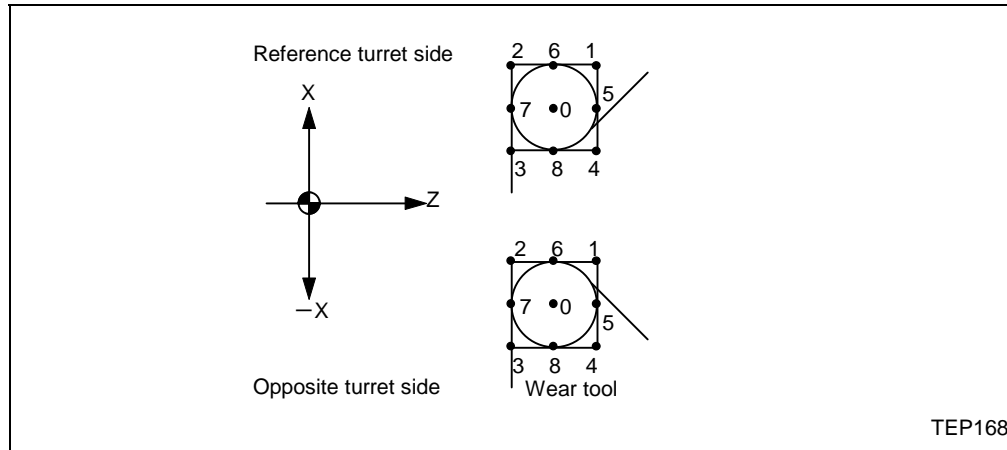 Reference turret side
X
Z
–X
2 6 1
5
7 0
3 8 4
2 6 1
7 0
5
3 8 4
Opposite turret side
Wear tool
TEP168